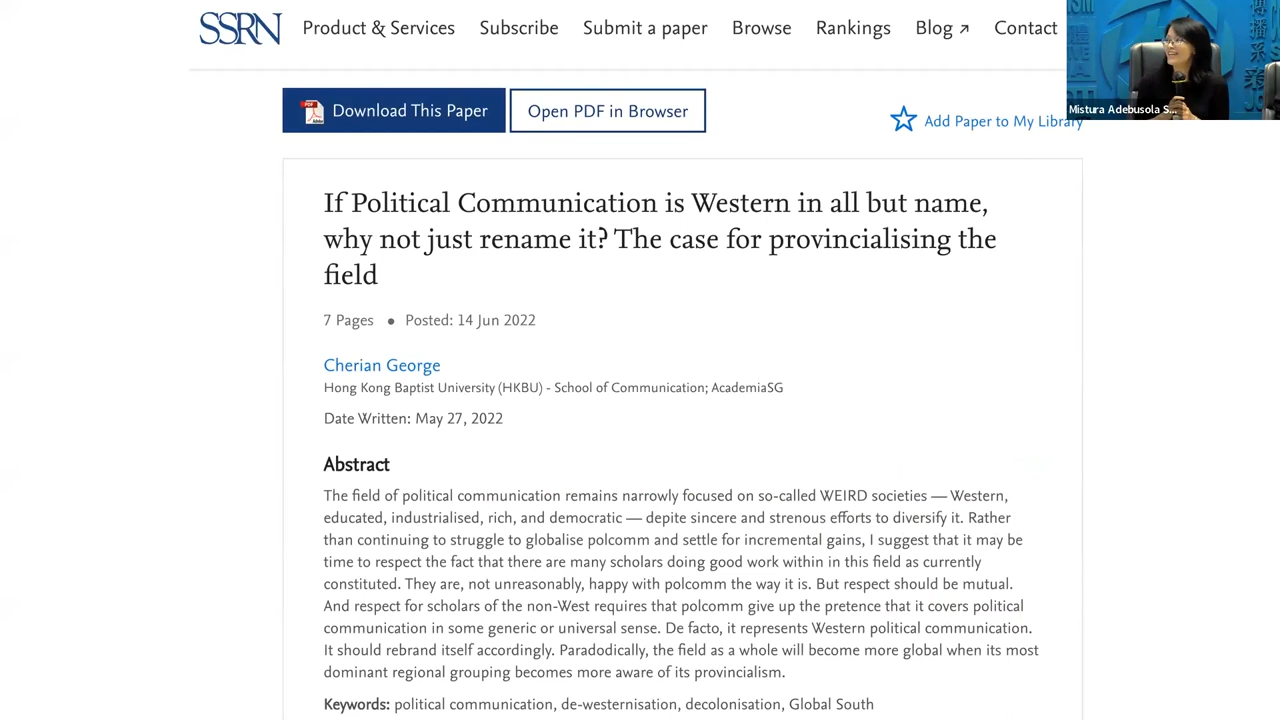 SSRN Product & Services Subscribe Submit a paper Browse Rankings Blog ↗ Contact
Download This Paper Open PDF in Browser
Add Paper to My Library
Mistura Adebusola S...
傳播系
If Political Communication is Western in all but name,
why not just rename it? The case for provincialising the
field
7 Pages ● Posted: 14 Jun 2022
Cherian George
Hong Kong Baptist University (HKBU) - School of Communication; AcademiaSG
Date Written: May 27, 2022
Abstract
The field of political communication remains narrowly focused on so-called WEIRD societies — Western,
educated, industrialised, rich, and democratic — depite sincere and strenous efforts to diversify it. Rather
than continuing to struggle to globalise polcomm and settle for incremental gains, I suggest that it may be
time to respect the fact that there are many scholars doing good work within in this field as currently
constituted. They are, not unreasonably, happy with polcomm the way it is. But respect should be mutual.
And respect for scholars of the non-West requires that polcomm give up the pretence that it covers political
communication in some generic or universal sense. De facto, it represents Western political communication.
It should rebrand itself accordingly. Paradodically, the field as a whole will become more global when its most
dominant regional grouping becomes more aware of its provincialism.
Keywords: political communication, de-westernisation, decolonisation, Global South